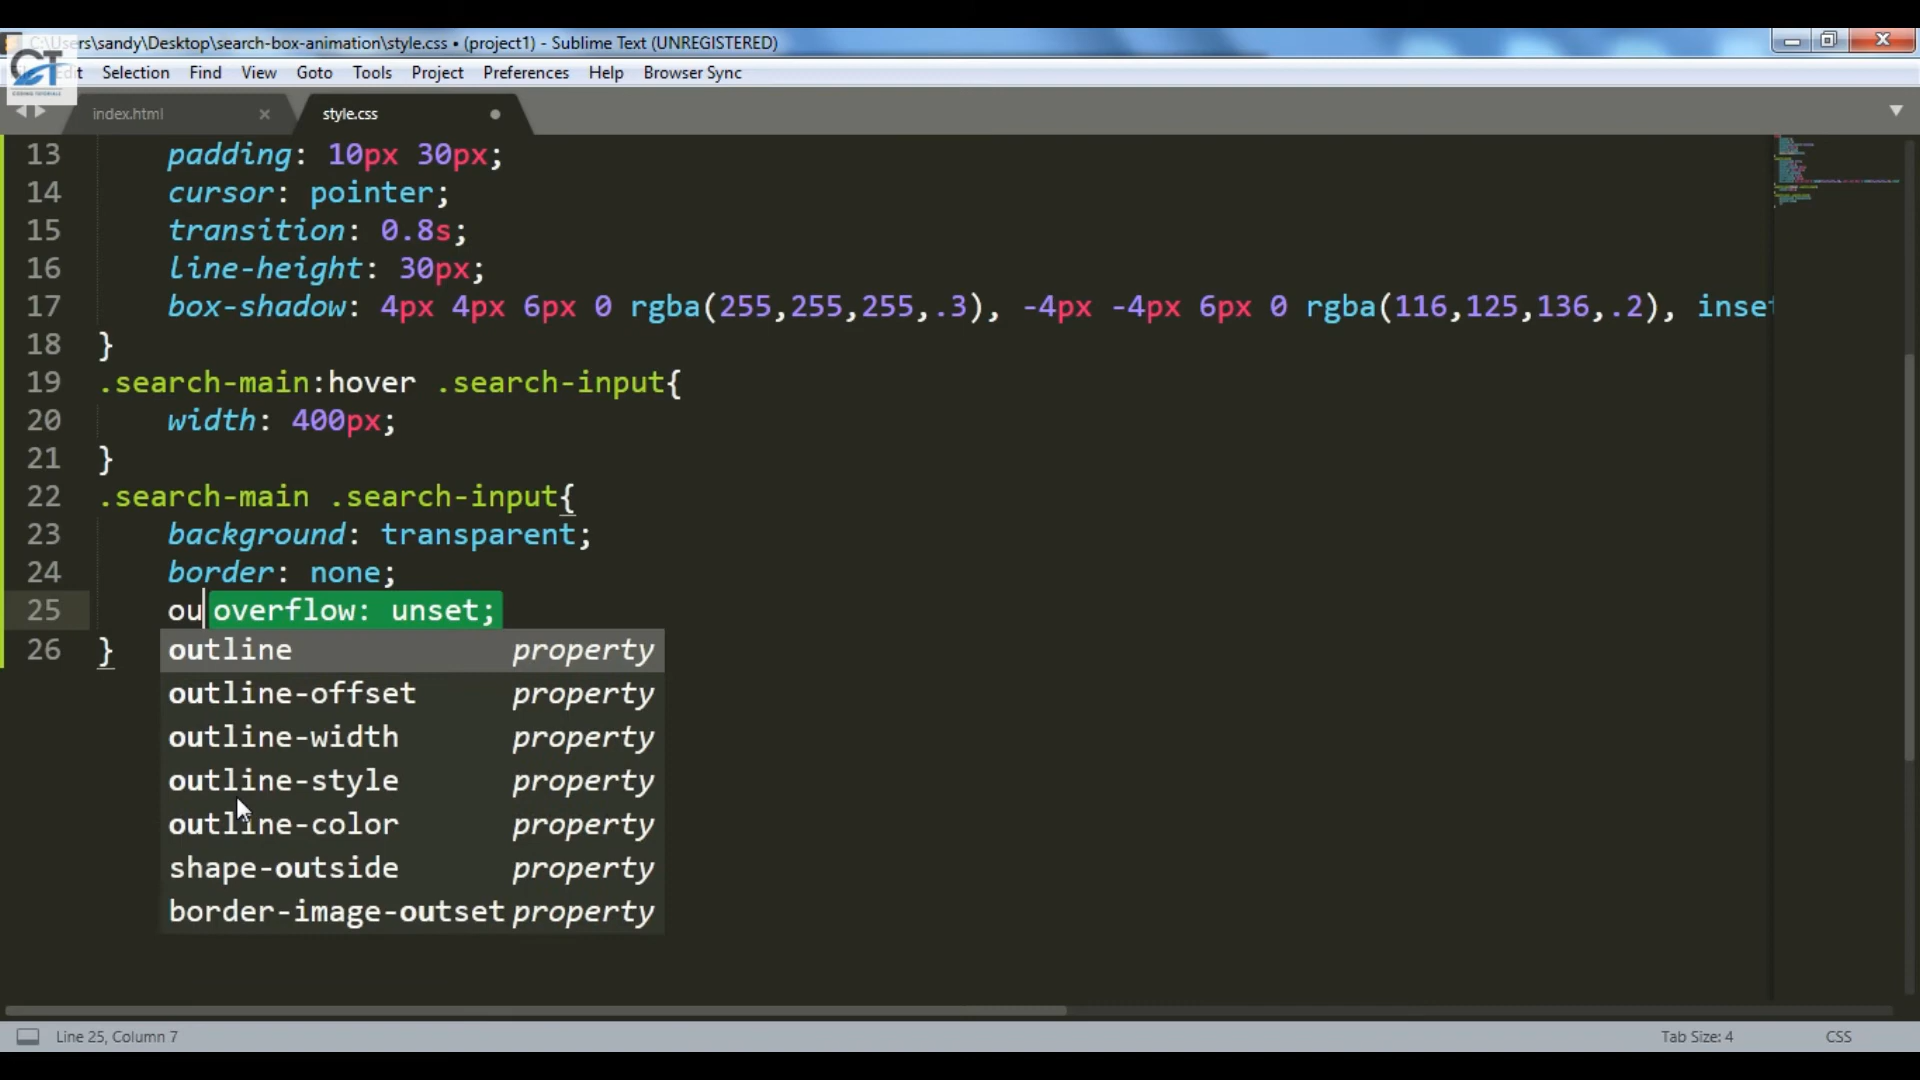 C:\Users\sandy\Desktop\search-box-animation\style.css • (project1) - Sublime Text (UNREGISTERED)
Edit Selection Find View Goto Tools Project Preferences Help Browser Sync
CT
CODING TUTORIALS
index.html × style.css
13 padding: 10px 30px;
14 cursor: pointer;
15 transition: 0.8s;
16 line-height: 30px;
17 box-shadow: 4px 4px 6px 0 rgba(255,255,255,.3), -4px -4px 6px 0 rgba(116,125,136,.2), inset
18 }
19 .search-main:hover .search-input{
20 width: 400px;
21 }
22 .search-main .search-input{
23 background: transparent;
24 border: none;
25 ou overflow: unset;
26 }
outline property
outline-offset property
outline-width property
outline-style property
outline-color property
shape-outside property
border-image-outset property
Line 25, Column 7 Tab Size: 4 CSS